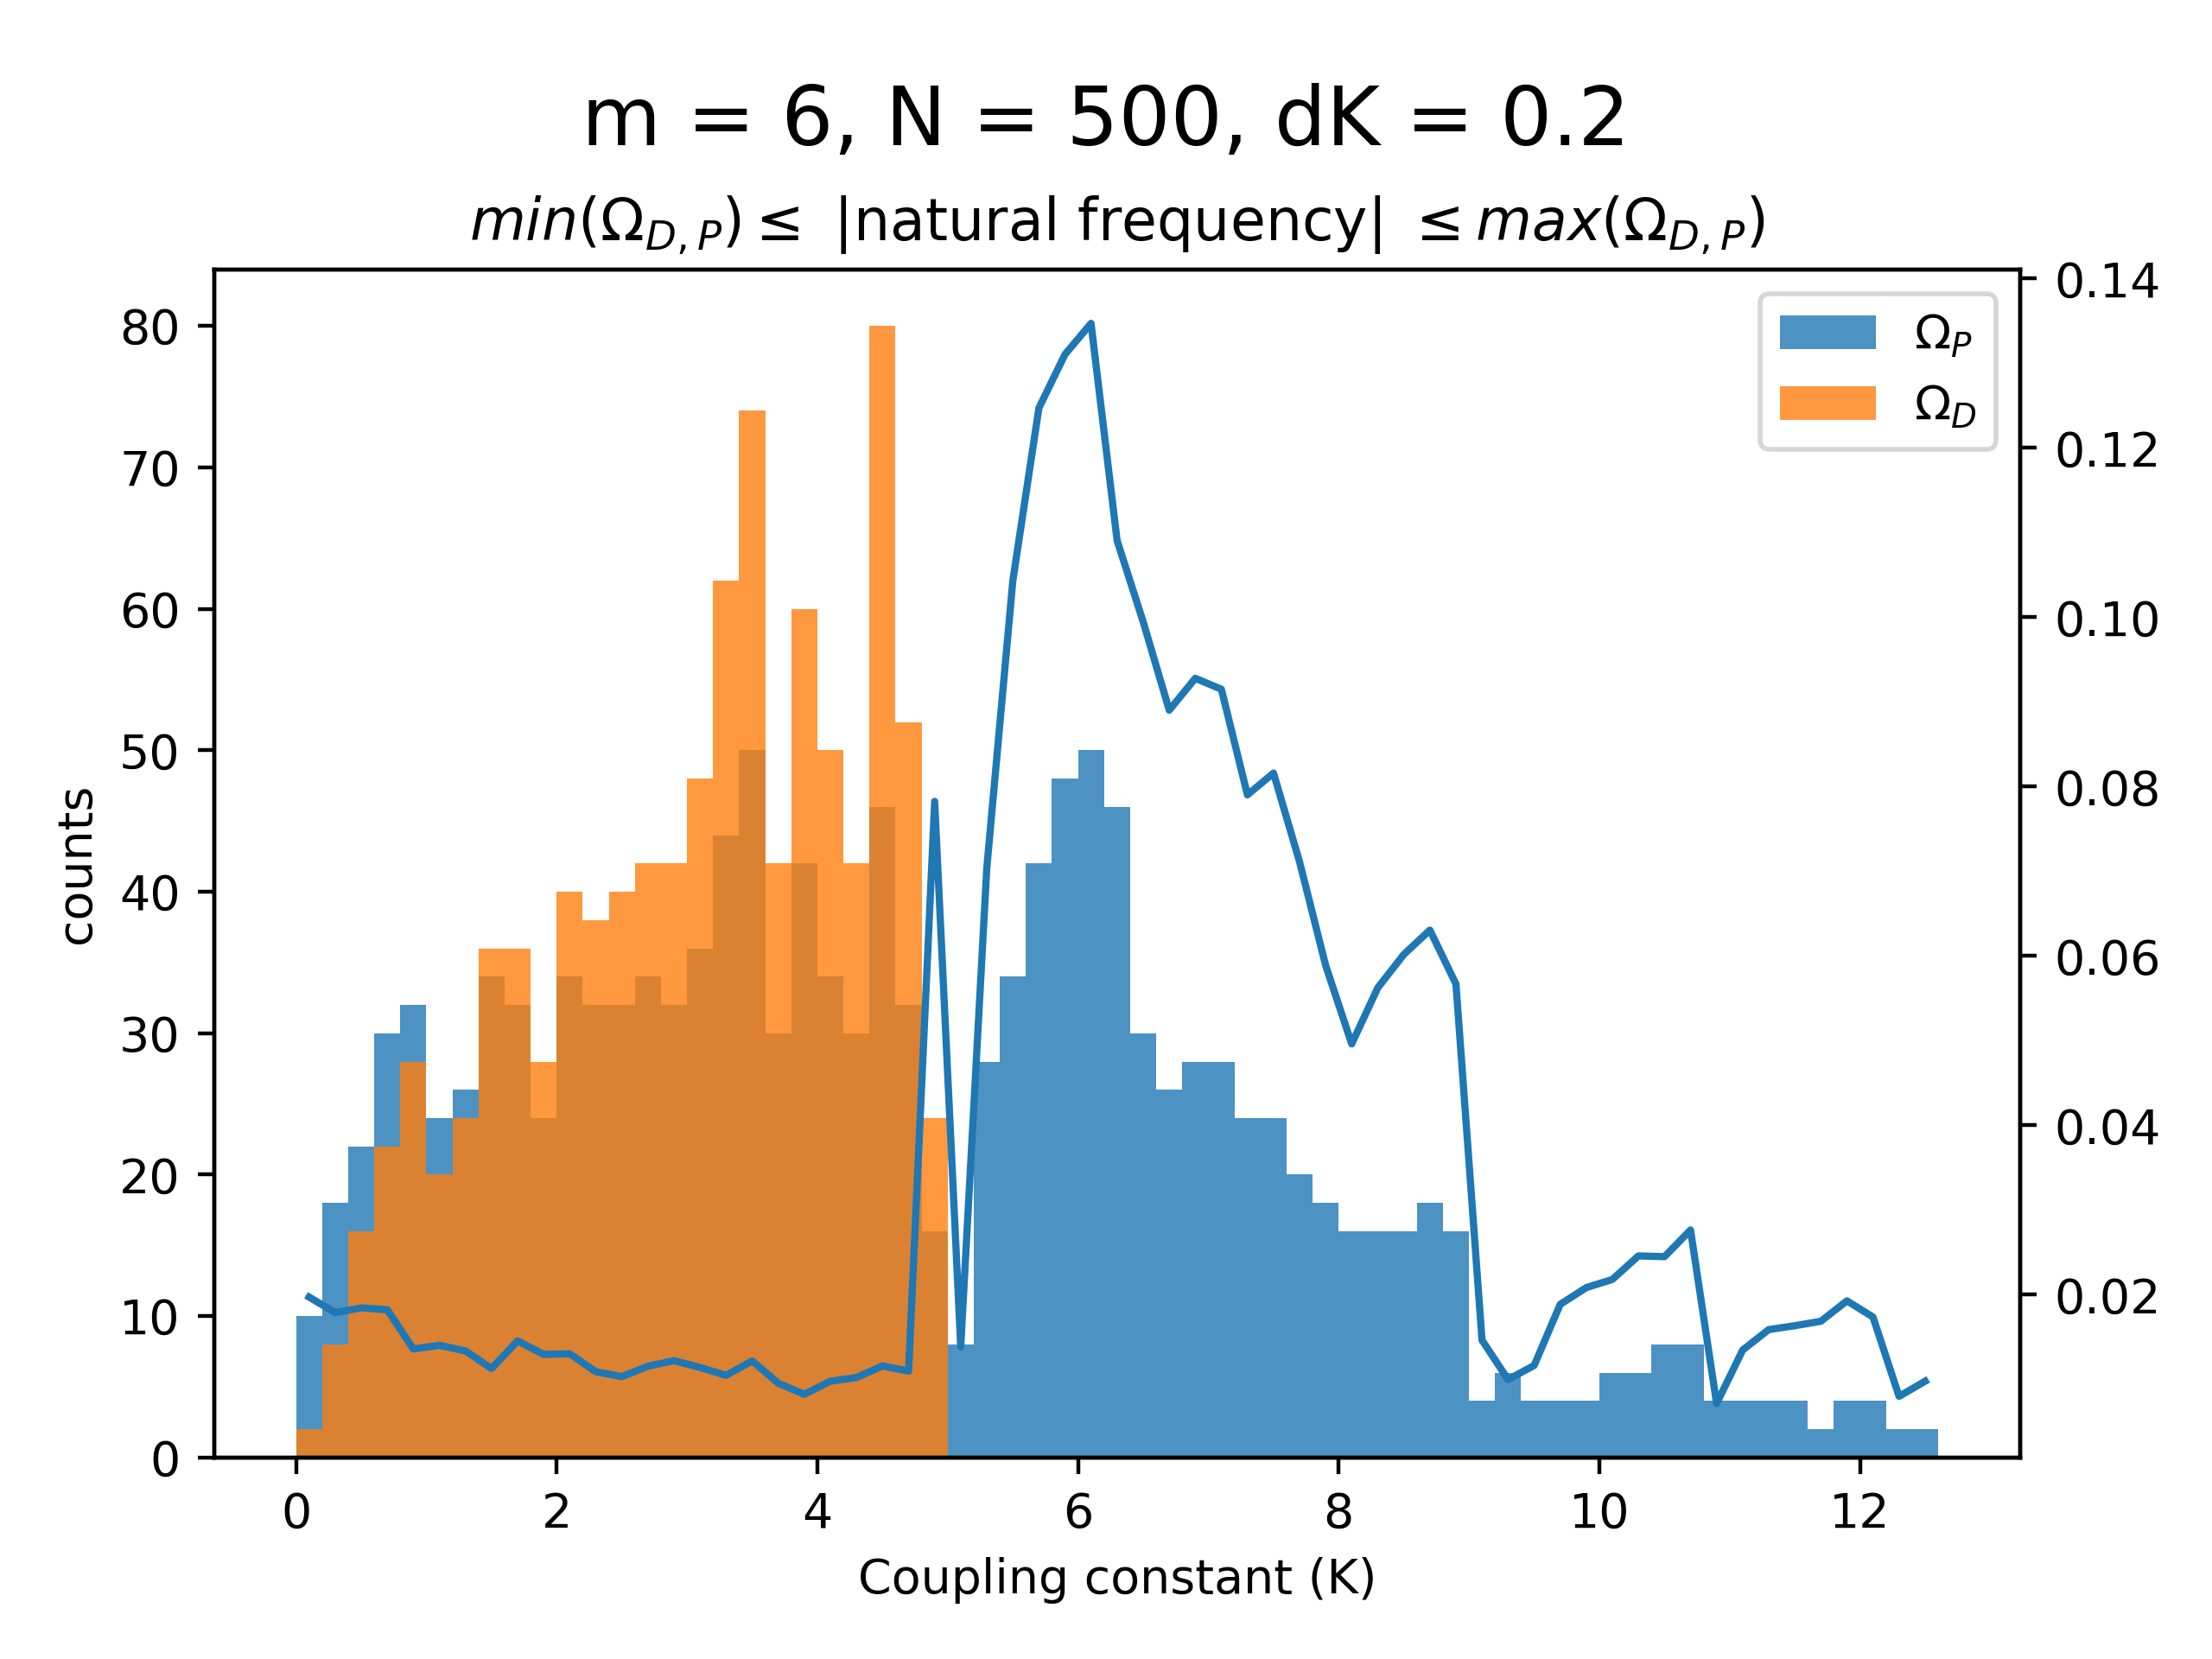 m = 6, N = 500, dK = 0.2
min(Ω_{D,P}) ≤ |natural frequency| ≤ max(Ω_{D,P})
Ω_P
Ω_D
counts
80
70
60
50
40
30
20
10
0
0.14
0.12
0.10
0.08
0.06
0.04
0.02
0 2 4 6 8 10 12
Coupling constant (K)